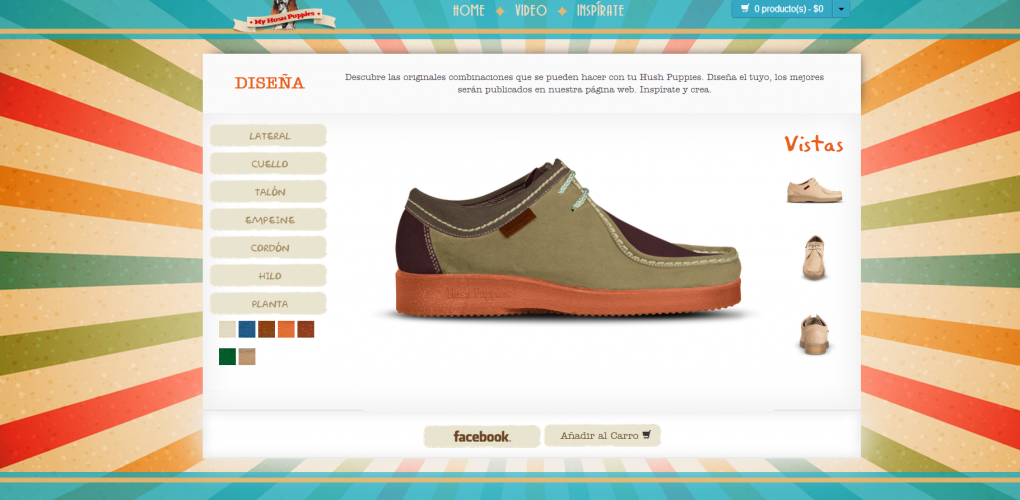 My Hush Puppies
HOME ✦ VIDEO ✦ INSPÍRATE
0 producto(s) - $0
DISEÑA
Descubre las originales combinaciones que se pueden hacer con tu Hush Puppies. Diseña el tuyo, los mejores
serán publicados en nuestra página web. Inspírate y crea.
LATERAL
CUELLO
TALÓN
EMPEINE
CORDÓN
HILO
PLANTA
Vistas
Hush Puppies
facebook.
Añadir al Carro